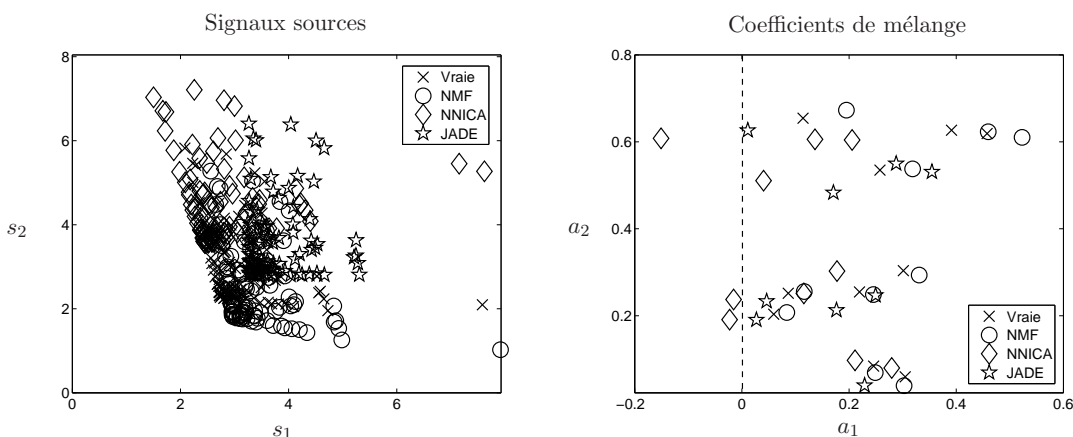 Signaux sources
8
6
4
2
0
0
2
4
6
s2
s1
Vraie
NMF
NNICA
JADE
Coefficients de mélange
0.8
0.6
0.4
0.2
−0.2
0
0.2
0.4
0.6
a2
a1
Vraie
NMF
NNICA
JADE